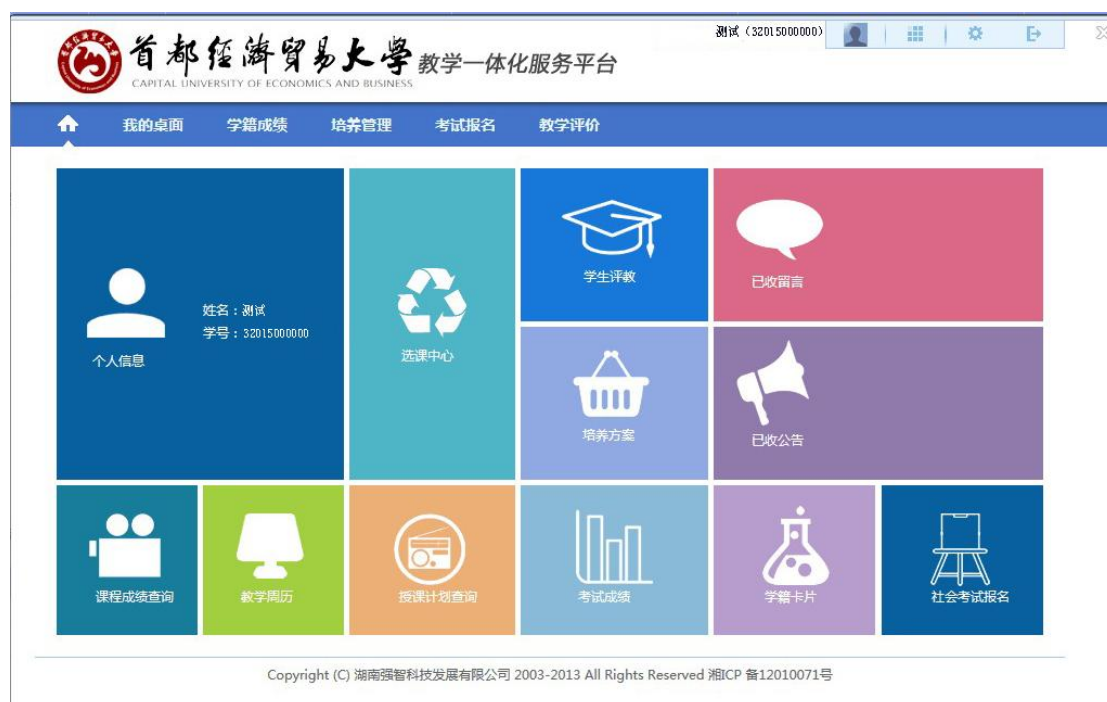 首都经济贸易大学
CAPITAL UNIVERSITY OF ECONOMICS AND BUSINESS
教学一体化服务平台
测试（32015000000）
我的桌面 学籍成绩 培养管理 考试报名 教学评价
个人信息
姓名：测试
学号：32015000000
选课中心
学生评教
已收留言
培养方案
已收公告
课程成绩查询
教学周历
授课计划查询
考试成绩
学籍卡片
社会考试报名
Copyright (C) 湖南强智科技发展有限公司 2003-2013 All Rights Reserved 湘ICP 备12010071号